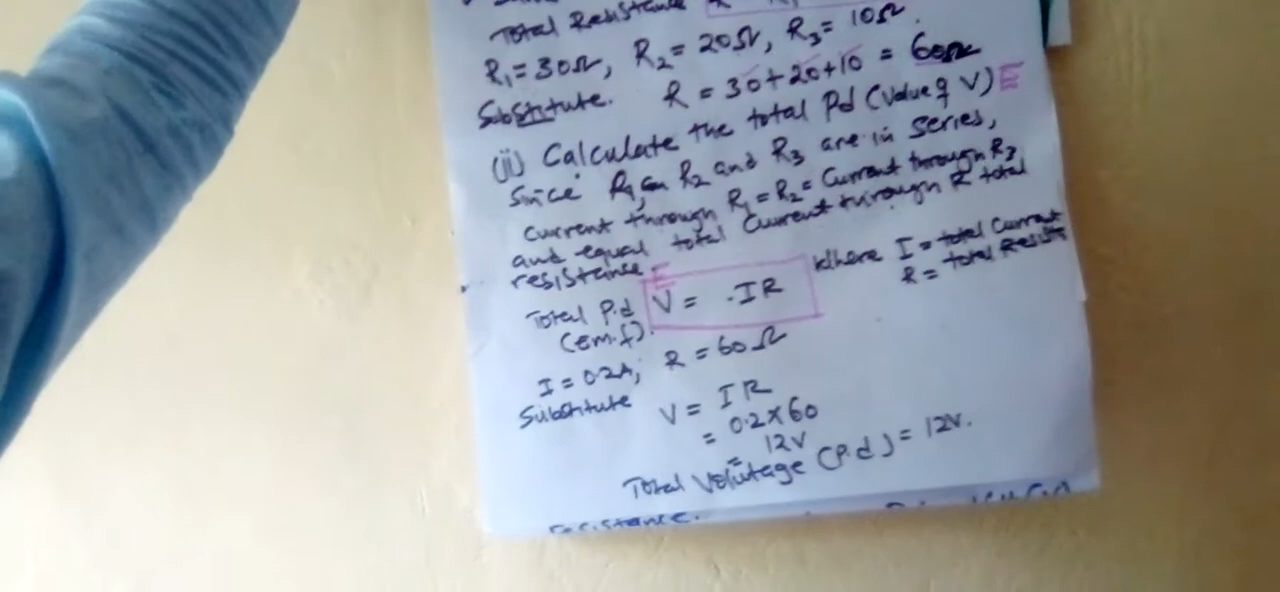 Total Resistance
R₁ = 30Ω, R₂ = 20Ω, R₃ = 10Ω.
Substitute. R = 30+20+10 = 60Ω
(ii) Calculate the total Pd (Value of V) E
Since R₁, R₂ and R₃ are in series,
current through R₁ = R₂ = Current through R₃
and equal total Current through R total
resistance. E
Total P.d V = IR Where I = total Current
(em.f). R = total Resists
I = 0.2A; R = 60Ω
Substitute V = IR
= 0.2×60
= 12V
Total Volutage (P.d) = 12V.
resistance.